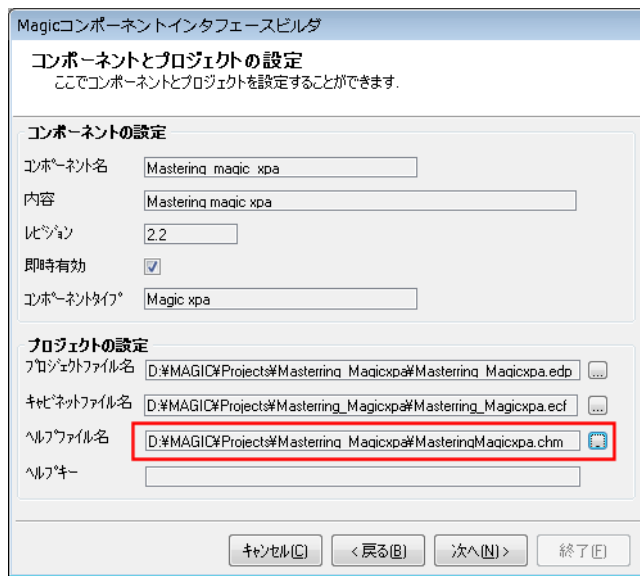 Magicコンポーネントインタフェースビルダ
コンポーネントとプロジェクトの設定
ここでコンポーネントとプロジェクトを設定することができます.
コンポーネントの設定
コンポーネント名 Mastering_magic_xpa
内容 Mastering magic xpa
レビジョン 2.2
即時有効
コンポーネントタイプ Magic xpa
プロジェクトの設定
プロジェクトファイル名 D:¥MAGIC¥Projects¥Masterring_Magicxpa¥Masterring_Magicxpa.edp ...
キャビネットファイル名 D:¥MAGIC¥Projects¥Masterring_Magicxpa¥Masterring_Magicxpa.ecf ...
ヘルプファイル名 D:¥MAGIC¥Projects¥Masterring_Magicxpa¥MasteringMagicxpa.chm ...
ヘルプキー
キャンセル(C) <戻る(B) 次へ(N)> 終了(F)